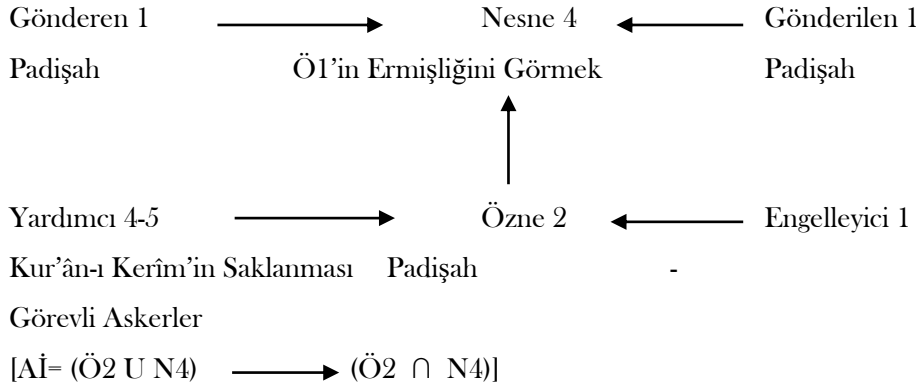 Gönderen 1 Nesne 4 Gönderilen 1
Padişah Ö1’in Ermişliğini Görmek Padişah
Yardımcı 4-5 Özne 2 Engelleyici 1
Kur’ân-ı Kerîm’in Saklanması Padişah -
Görevli Askerler
[Aİ= (Ö2 U N4) (Ö2 ∩ N4)]